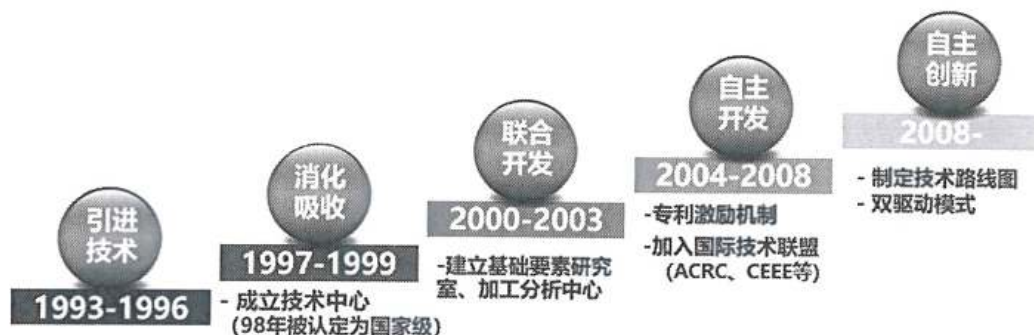 引进
技术
1993-1996
消化
吸收
1997-1999
- 成立技术中心
(98年被认定为国家级)
联合
开发
2000-2003
-建立基础要素研究
室、加工分析中心
自主
开发
2004-2008
-专利激励机制
-加入国际技术联盟
(ACRC、CEEE等)
自主
创新
2008-
- 制定技术路线图
- 双驱动模式